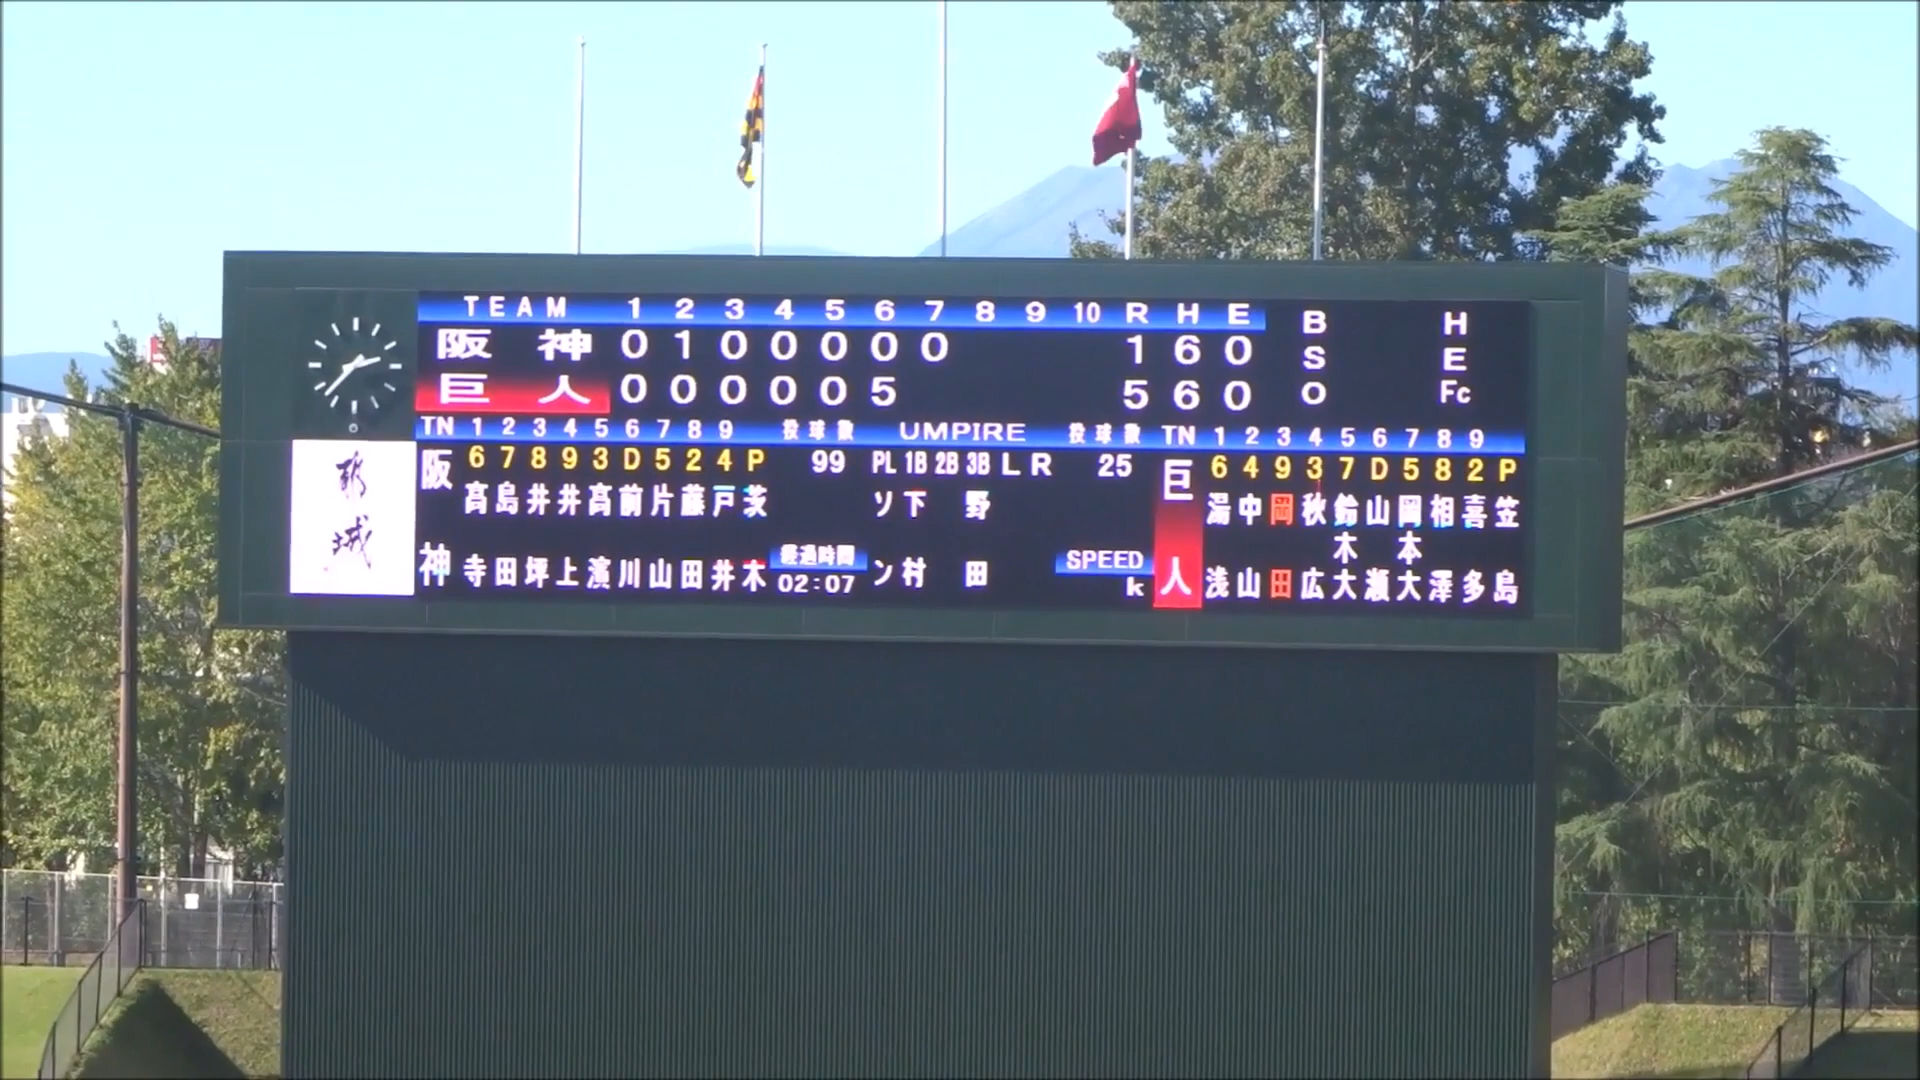 TEAM 1 2 3 4 5 6 7 8 9 10 R H E B H
阪神 0 1 0 0 0 0 0 1 6 0 S E
巨人 0 0 0 0 0 5 5 6 0 O Fc
TN 1 2 3 4 5 6 7 8 9 投球数 UMPIRE 投球数 TN 1 2 3 4 5 6 7 8 9
阪神 6 7 8 9 3 D 5 2 4 P 99 PL 1B 2B 3B L R 25 巨人 6 4 9 3 7 D 5 8 2 P
髙寺 島田 井坪 井上 髙濱 前川 片山 藤田 戸井 茨木 ソン 下村 野田 湯浅 中山 岡田 秋広 鈴木大 山瀬 岡本大 相澤 喜多 笠島
経過時間 SPEED
02:07 k